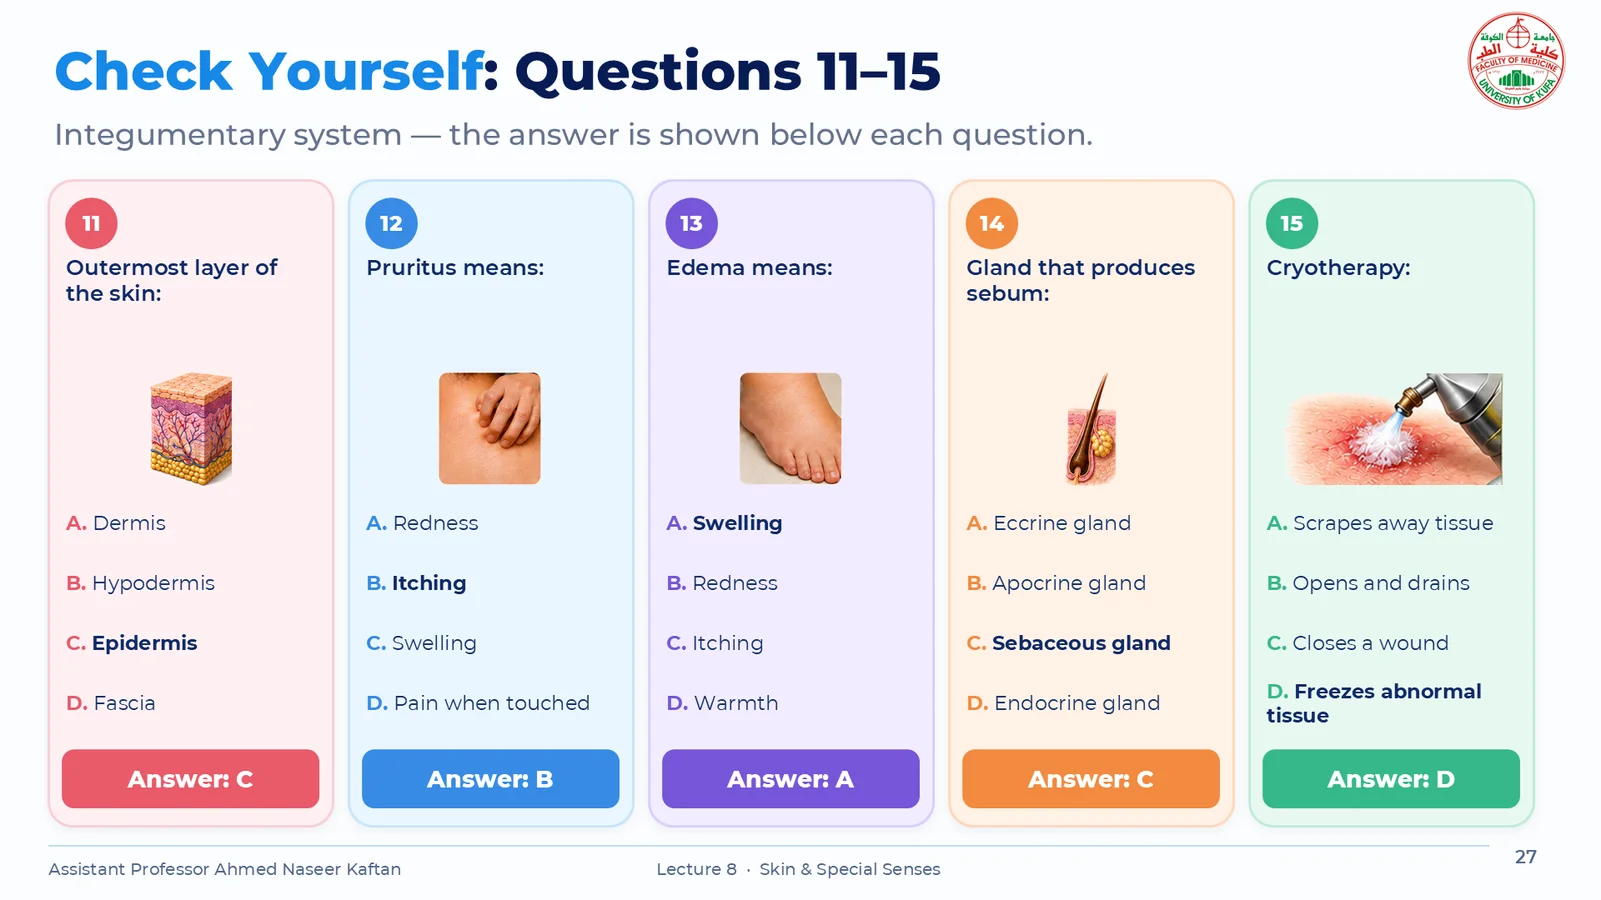 Check Yourself: Questions 11–15
Integumentary system — the answer is shown below each question.
جامعة الكوفة
كلية الطب
FACULTY OF MEDICINE
UNIVERSITY OF KUFA
11
Outermost layer of
the skin:
A. Dermis
B. Hypodermis
C. Epidermis
D. Fascia
Answer: C
12
Pruritus means:
A. Redness
B. Itching
C. Swelling
D. Pain when touched
Answer: B
13
Edema means:
A. Swelling
B. Redness
C. Itching
D. Warmth
Answer: A
14
Gland that produces
sebum:
A. Eccrine gland
B. Apocrine gland
C. Sebaceous gland
D. Endocrine gland
Answer: C
15
Cryotherapy:
A. Scrapes away tissue
B. Opens and drains
C. Closes a wound
D. Freezes abnormal
tissue
Answer: D
Assistant Professor Ahmed Naseer Kaftan
Lecture 8 · Skin & Special Senses
27